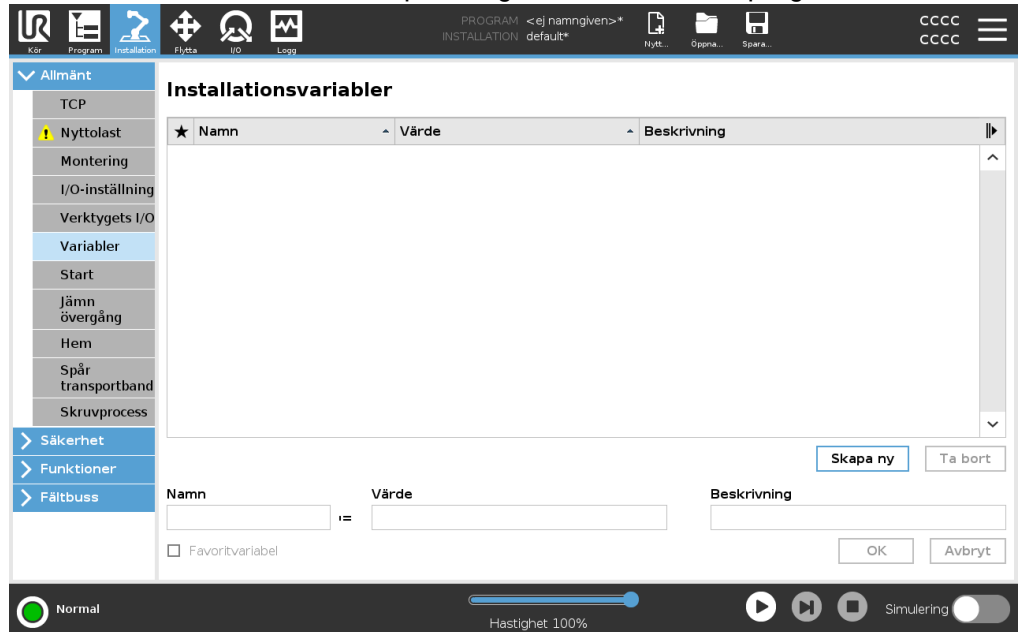 PROGRAM <ej namngiven>*
INSTALLATION default*
Kör
Program
Installation
Flytta
I/O
Logg
Nytt...
Öppna...
Spara...
CCCC
CCCC
Allmänt
TCP
Nyttolast
Montering
I/O-inställning
Verktygets I/O
Variabler
Start
Jämn
övergång
Hem
Spår
transportband
Skruvprocess
Säkerhet
Funktioner
Fältbuss
Installationsvariabler
Namn Värde Beskrivning
Skapa ny Ta bort
Namn Värde Beskrivning
Favoritvariabel
OK Avbryt
Normal
Hastighet 100%
Simulering